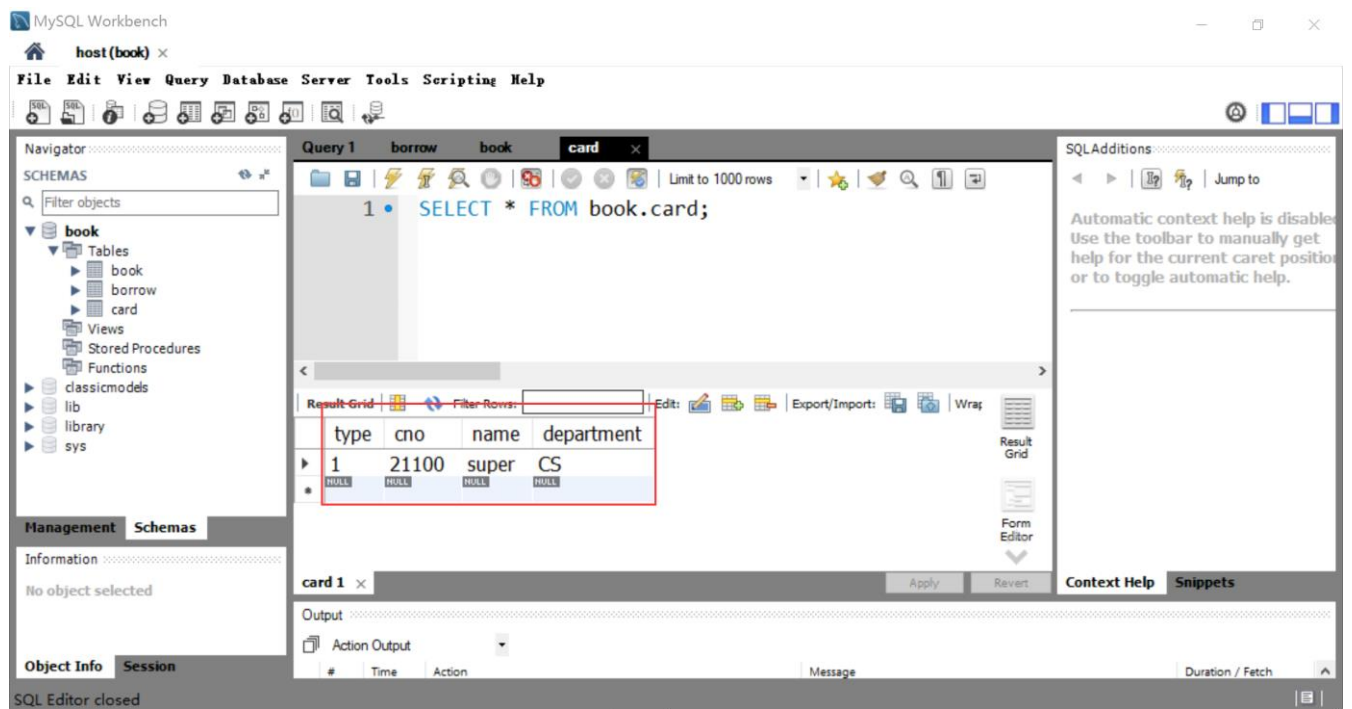 MySQL Workbench
host (book)
File Edit View Query Database Server Tools Scripting Help
Navigator
SCHEMAS
Filter objects
book
Tables
book
borrow
card
Views
Stored Procedures
Functions
classicmodels
lib
library
sys
Management Schemas
Information
No object selected
Object Info Session
Query 1 borrow book card
Limit to 1000 rows
1 SELECT * FROM book.card;
Result Grid Filter Rows: Edit: Export/Import: Wrap
type cno name department
1 21100 super CS
NULL NULL NULL NULL
Result
Grid
Form
Editor
card 1 Apply Revert
Output
Action Output
# Time Action Message Duration / Fetch
SQLAdditions
Jump to
Automatic context help is disabled
Use the toolbar to manually get
help for the current caret position
or to toggle automatic help.
Context Help Snippets
SQL Editor closed